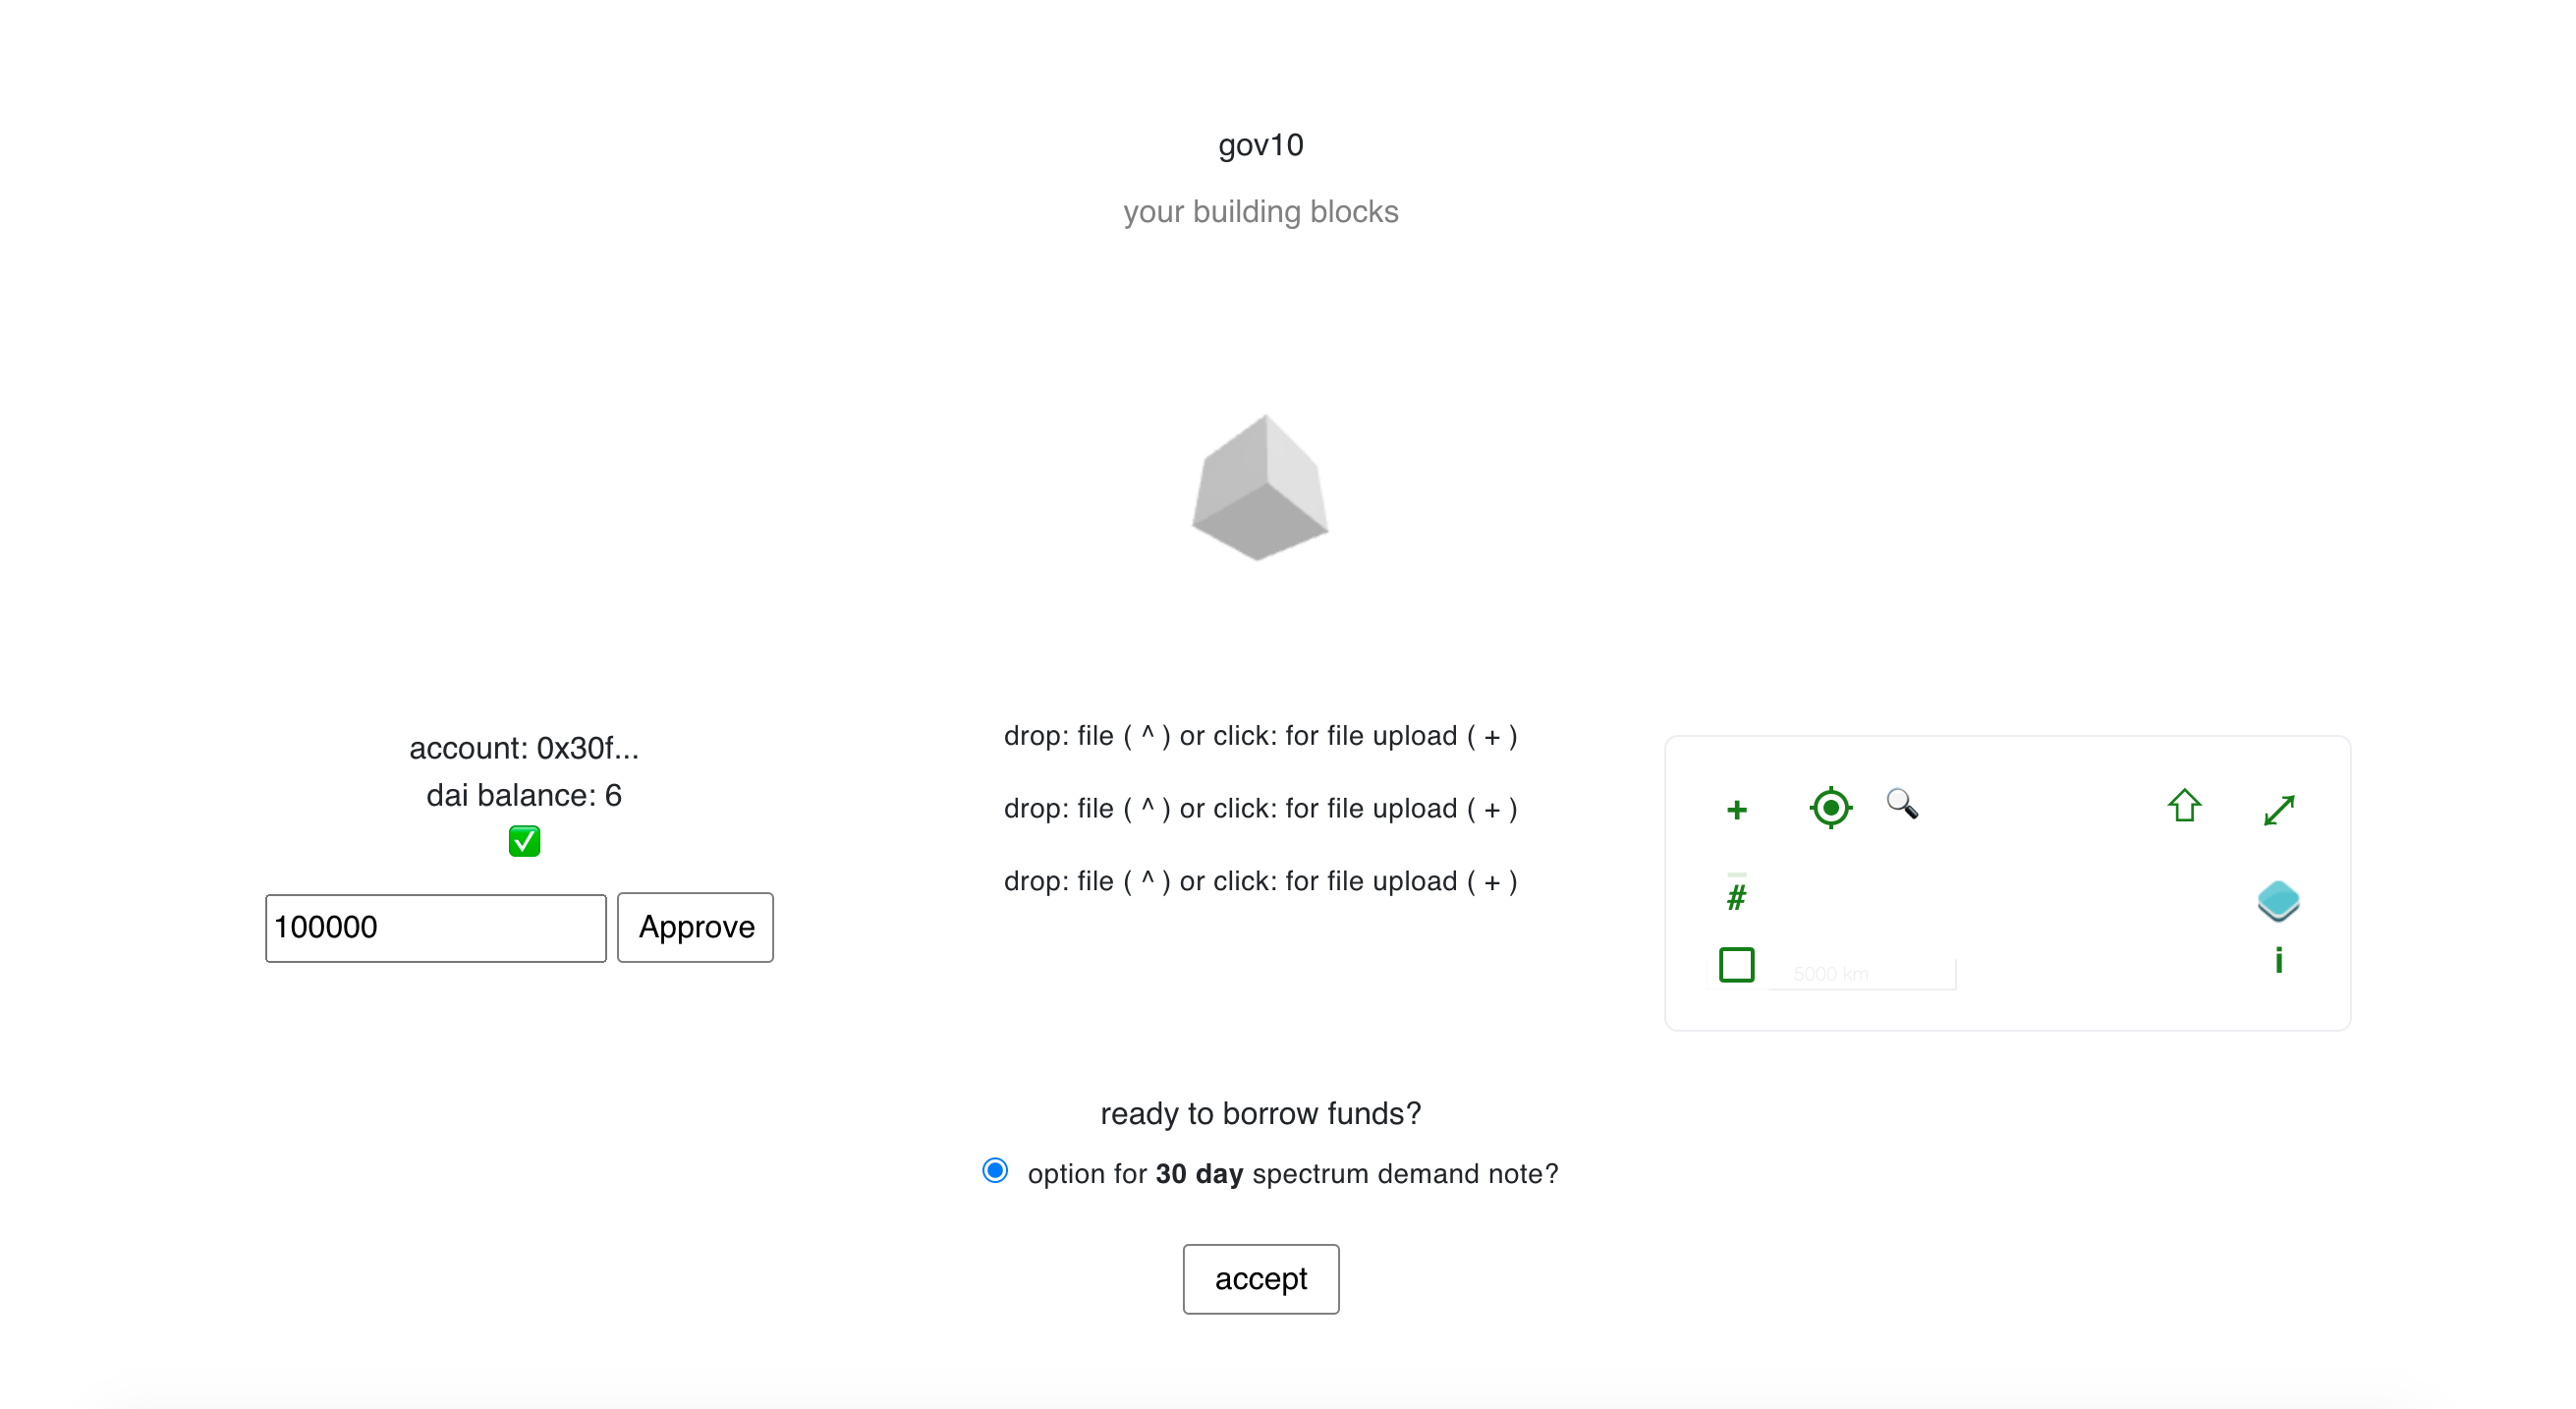 gov10
your building blocks
account: 0x30f...
dai balance: 6
100000
Approve
drop: file ( ^ ) or click: for file upload ( + )
drop: file ( ^ ) or click: for file upload ( + )
drop: file ( ^ ) or click: for file upload ( + )
+
#
5000 km
i
ready to borrow funds?
option for 30 day spectrum demand note?
accept